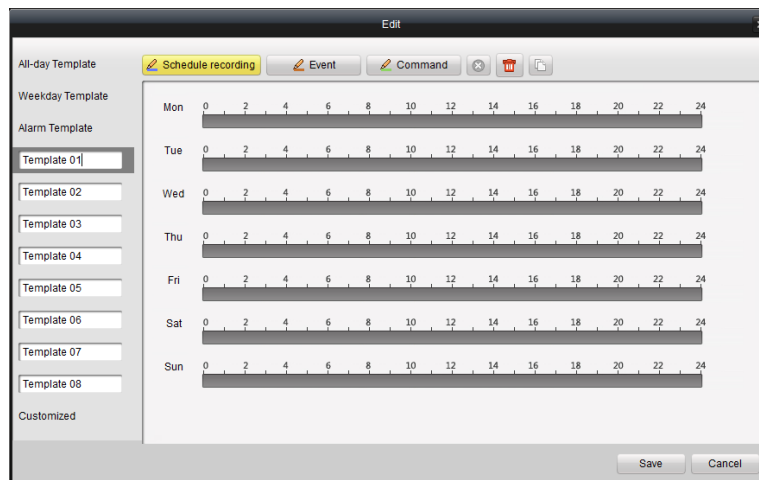 Edit
All-day Template
Schedule recording Event Command
Weekday Template
Alarm Template
Template 01
Template 02
Template 03
Template 04
Template 05
Template 06
Template 07
Template 08
Customized
Mon 0 2 4 6 8 10 12 14 16 18 20 22 24
Tue 0 2 4 6 8 10 12 14 16 18 20 22 24
Wed 0 2 4 6 8 10 12 14 16 18 20 22 24
Thu 0 2 4 6 8 10 12 14 16 18 20 22 24
Fri 0 2 4 6 8 10 12 14 16 18 20 22 24
Sat 0 2 4 6 8 10 12 14 16 18 20 22 24
Sun 0 2 4 6 8 10 12 14 16 18 20 22 24
Save Cancel